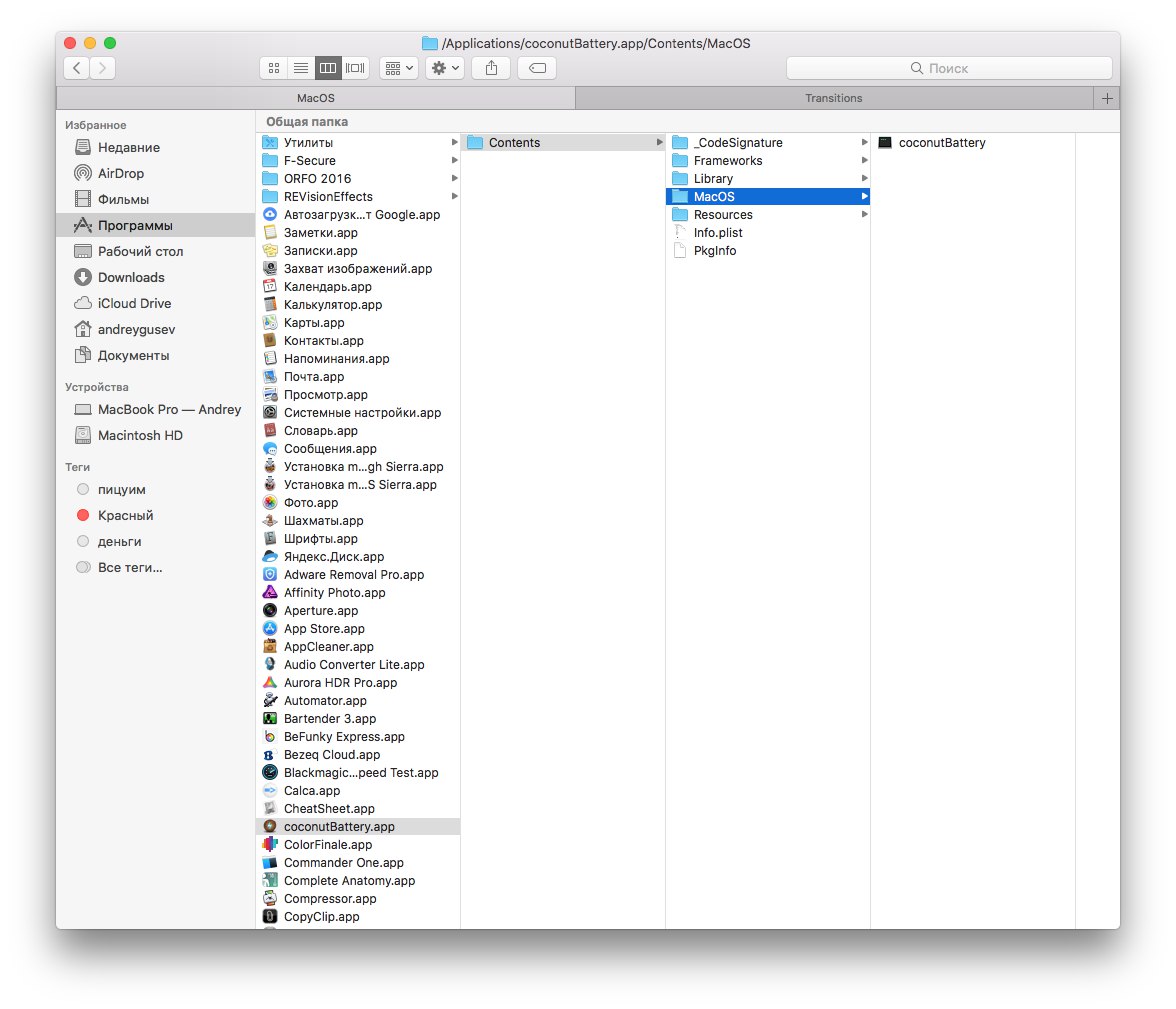 /Applications/coconutBattery.app/Contents/MacOS
Поиск
MacOS
Transitions
Избранное
Недавние
AirDrop
Фильмы
Программы
Рабочий стол
Downloads
iCloud Drive
andreygusev
Документы
Устройства
MacBook Pro — Andrey
Macintosh HD
Теги
пицуим
Красный
деньги
Все теги...
Общая папка
Утилиты
F-Secure
ORFO 2016
REVisionEffects
Автозагрузк...т Google.app
Заметки.app
Записки.app
Захват изображений.app
Календарь.app
Калькулятор.app
Карты.app
Контакты.app
Напоминания.app
Почта.app
Просмотр.app
Системные настройки.app
Словарь.app
Сообщения.app
Установка m...gh Sierra.app
Установка m...S Sierra.app
Фото.app
Шахматы.app
Шрифты.app
Яндекс.Диск.app
Adware Removal Pro.app
Affinity Photo.app
Aperture.app
App Store.app
AppCleaner.app
Audio Converter Lite.app
Aurora HDR Pro.app
Automator.app
Bartender 3.app
BeFunky Express.app
Bezeq Cloud.app
Blackmagic...peed Test.app
Calca.app
CheatSheet.app
coconutBattery.app
ColorFinale.app
Commander One.app
Complete Anatomy.app
Compressor.app
CopyClip.app
Contents
_CodeSignature
Frameworks
Library
MacOS
Resources
Info.plist
PkgInfo
coconutBattery